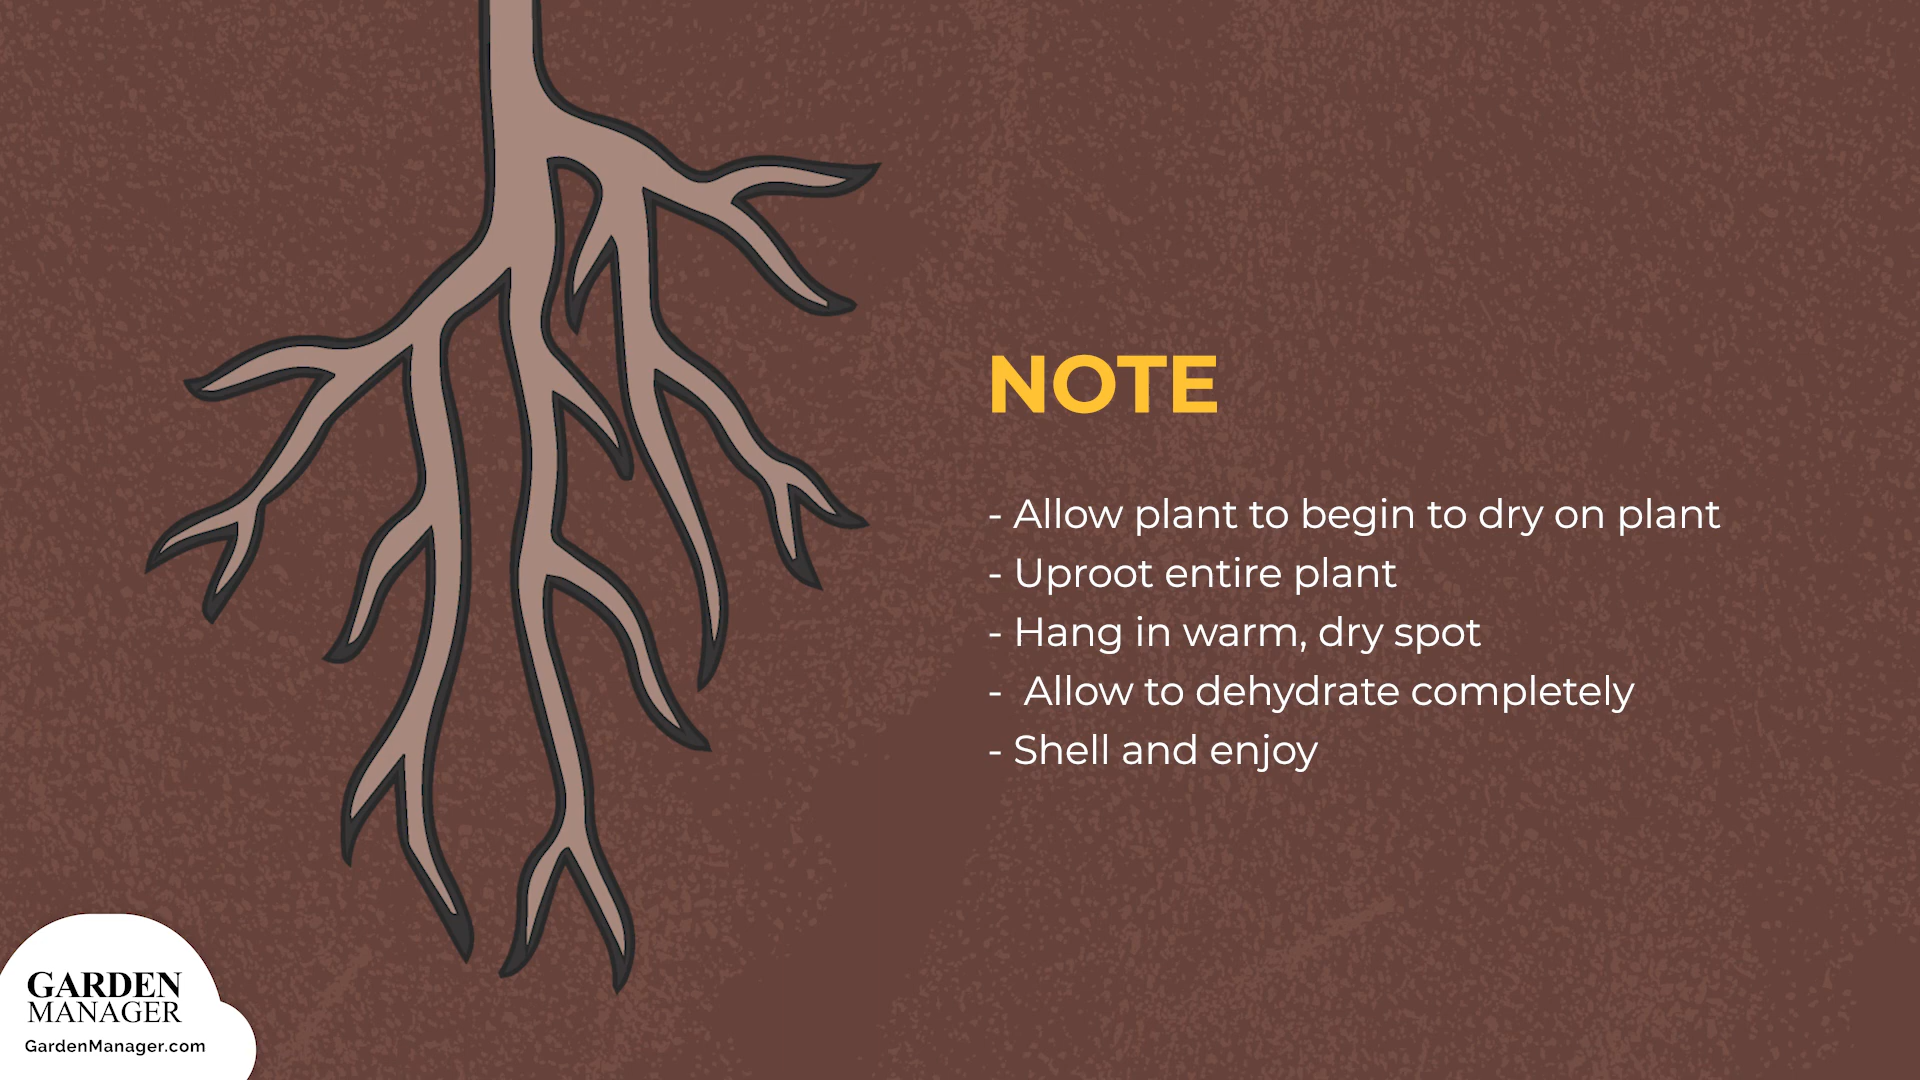 NOTE
- Allow plant to begin to dry on plant
- Uproot entire plant
- Hang in warm, dry spot
-  Allow to dehydrate completely
- Shell and enjoy
GARDEN
MANAGER
GardenManager.com